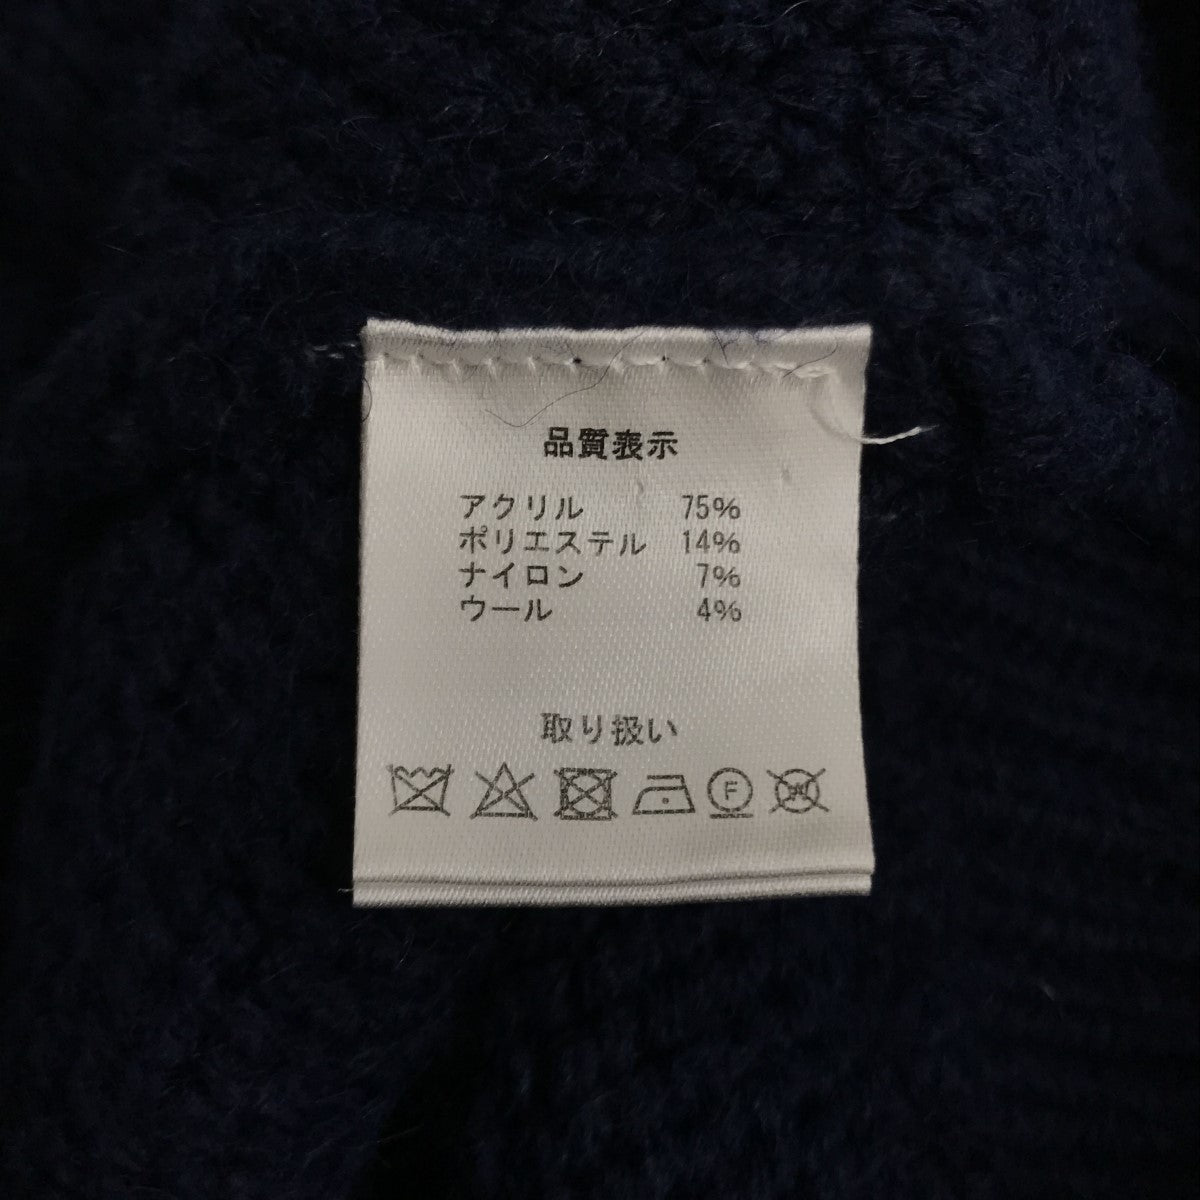 品質表示
アクリル 75%
ポリエステル 14%
ナイロン 7%
ウール 4%
取り扱い
F W